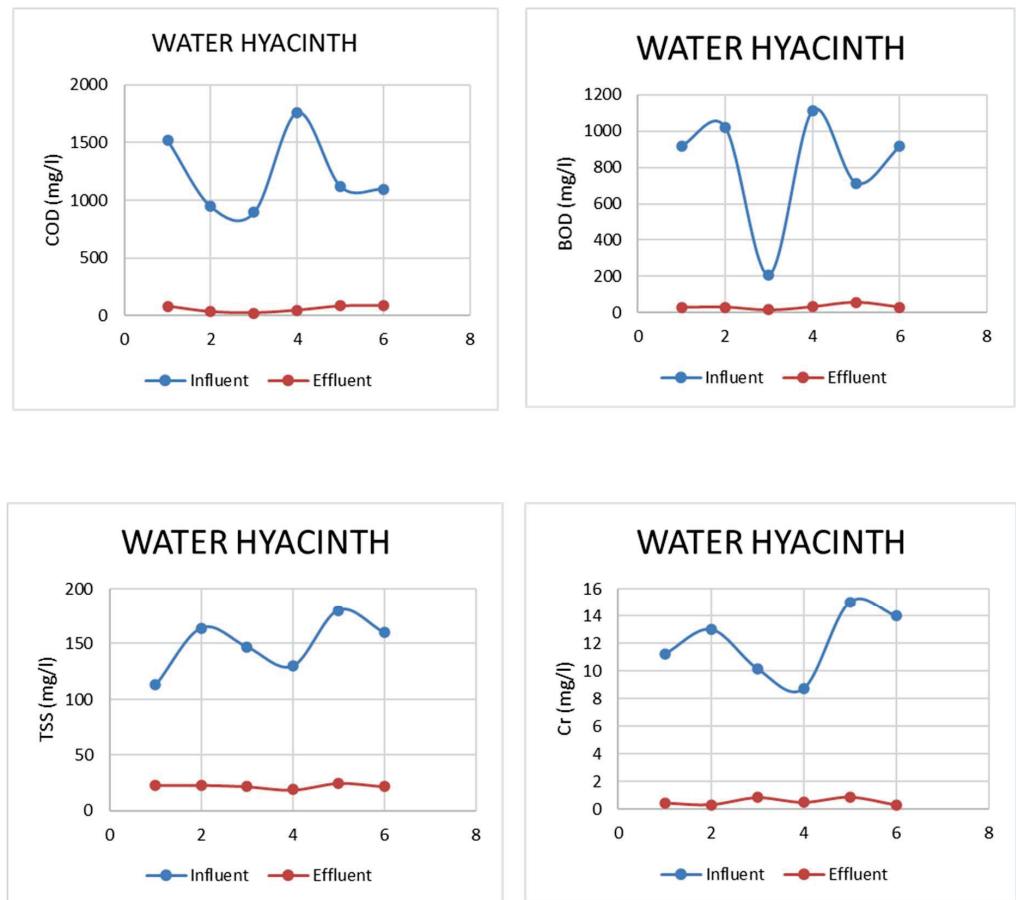 WATER HYACINTH
2000
1500
1000
500
0
COD (mg/l)
0 2 4 6 8
Influent Effluent
WATER HYACINTH
1200
1000
800
600
400
200
0
BOD (mg/l)
0 2 4 6 8
Influent Effluent
WATER HYACINTH
200
150
100
50
0
TSS (mg/l)
0 2 4 6 8
Influent Effluent
WATER HYACINTH
16
14
12
10
8
6
4
2
0
Cr (mg/l)
0 2 4 6 8
Influent Effluent